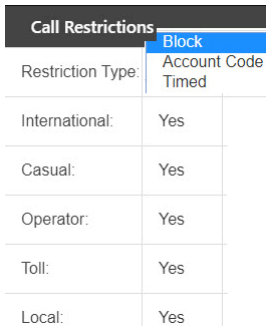 Call Restrictions
Block
Restriction Type: Account Code
Timed
International: Yes
Casual: Yes
Operator: Yes
Toll: Yes
Local: Yes